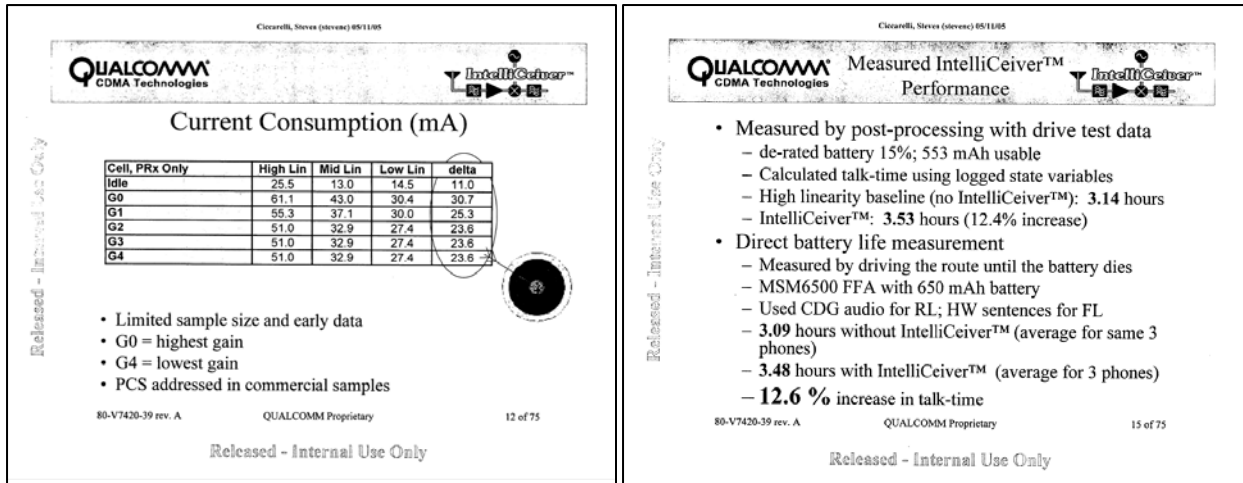 Ciccarelli, Steven (stevenc) 05/11/05
QUALCOMM®
CDMA Technologies
IntelliCeiver™
Current Consumption (mA)
Cell, PRx Only High Lin Mid Lin Low Lin delta
Idle 25.5 13.0 14.5 11.0
G0 61.1 43.0 30.4 30.7
G1 55.3 37.1 30.0 25.3
G2 51.0 32.9 27.4 23.6
G3 51.0 32.9 27.4 23.6
G4 51.0 32.9 27.4 23.6
• Limited sample size and early data
• G0 = highest gain
• G4 = lowest gain
• PCS addressed in commercial samples
80-V7420-39 rev. A QUALCOMM Proprietary 12 of 75
Released - Internal Use Only
Released - Internal Use Only
Ciccarelli, Steven (stevenc) 05/11/05
QUALCOMM®
CDMA Technologies
Measured IntelliCeiver™
Performance
IntelliCeiver™
• Measured by post-processing with drive test data
– de-rated battery 15%; 553 mAh usable
– Calculated talk-time using logged state variables
– High linearity baseline (no IntelliCeiver™): 3.14 hours
– IntelliCeiver™: 3.53 hours (12.4% increase)
• Direct battery life measurement
– Measured by driving the route until the battery dies
– MSM6500 FFA with 650 mAh battery
– Used CDG audio for RL; HW sentences for FL
– 3.09 hours without IntelliCeiver™ (average for same 3
phones)
– 3.48 hours with IntelliCeiver™ (average for 3 phones)
– 12.6 % increase in talk-time
80-V7420-39 rev. A QUALCOMM Proprietary 15 of 75
Released - Internal Use Only
Released - Internal Use Only